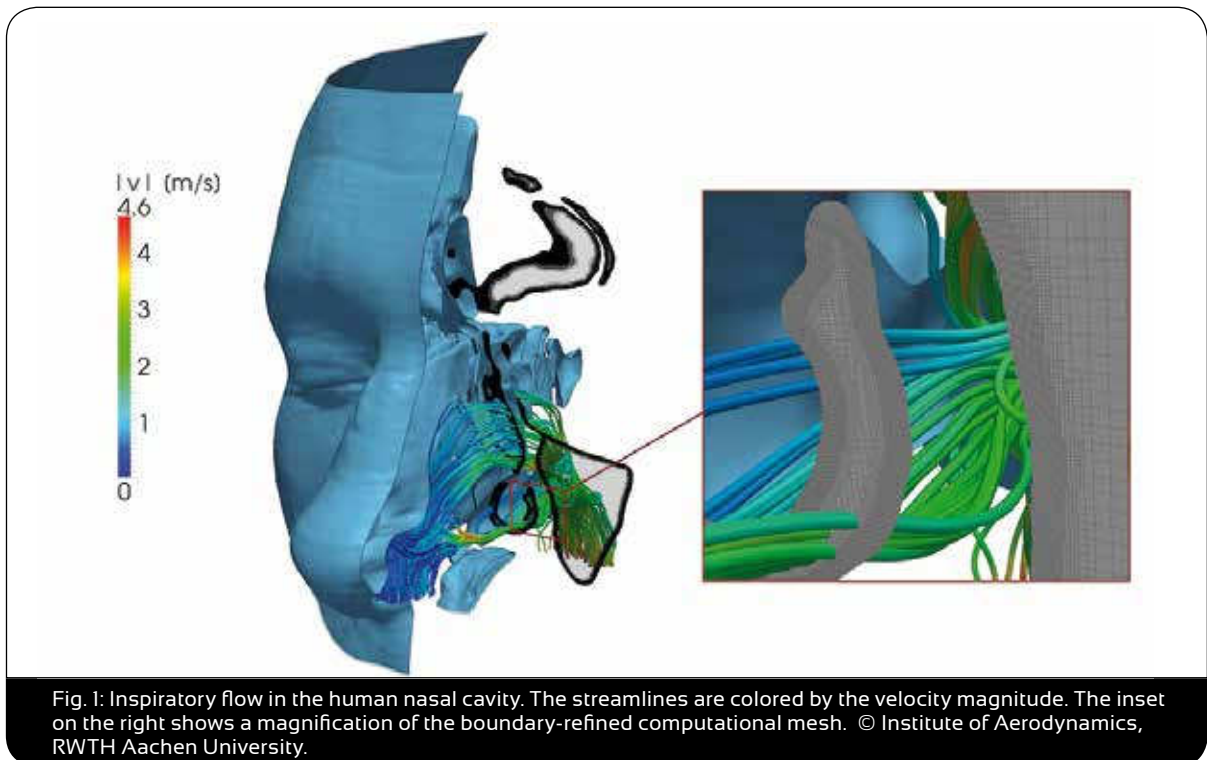 |v| (m/s)
4.6
4
3
2
1
0
Fig. 1: Inspiratory flow in the human nasal cavity. The streamlines are colored by the velocity magnitude. The inset
on the right shows a magnification of the boundary-refined computational mesh. © Institute of Aerodynamics,
RWTH Aachen University.